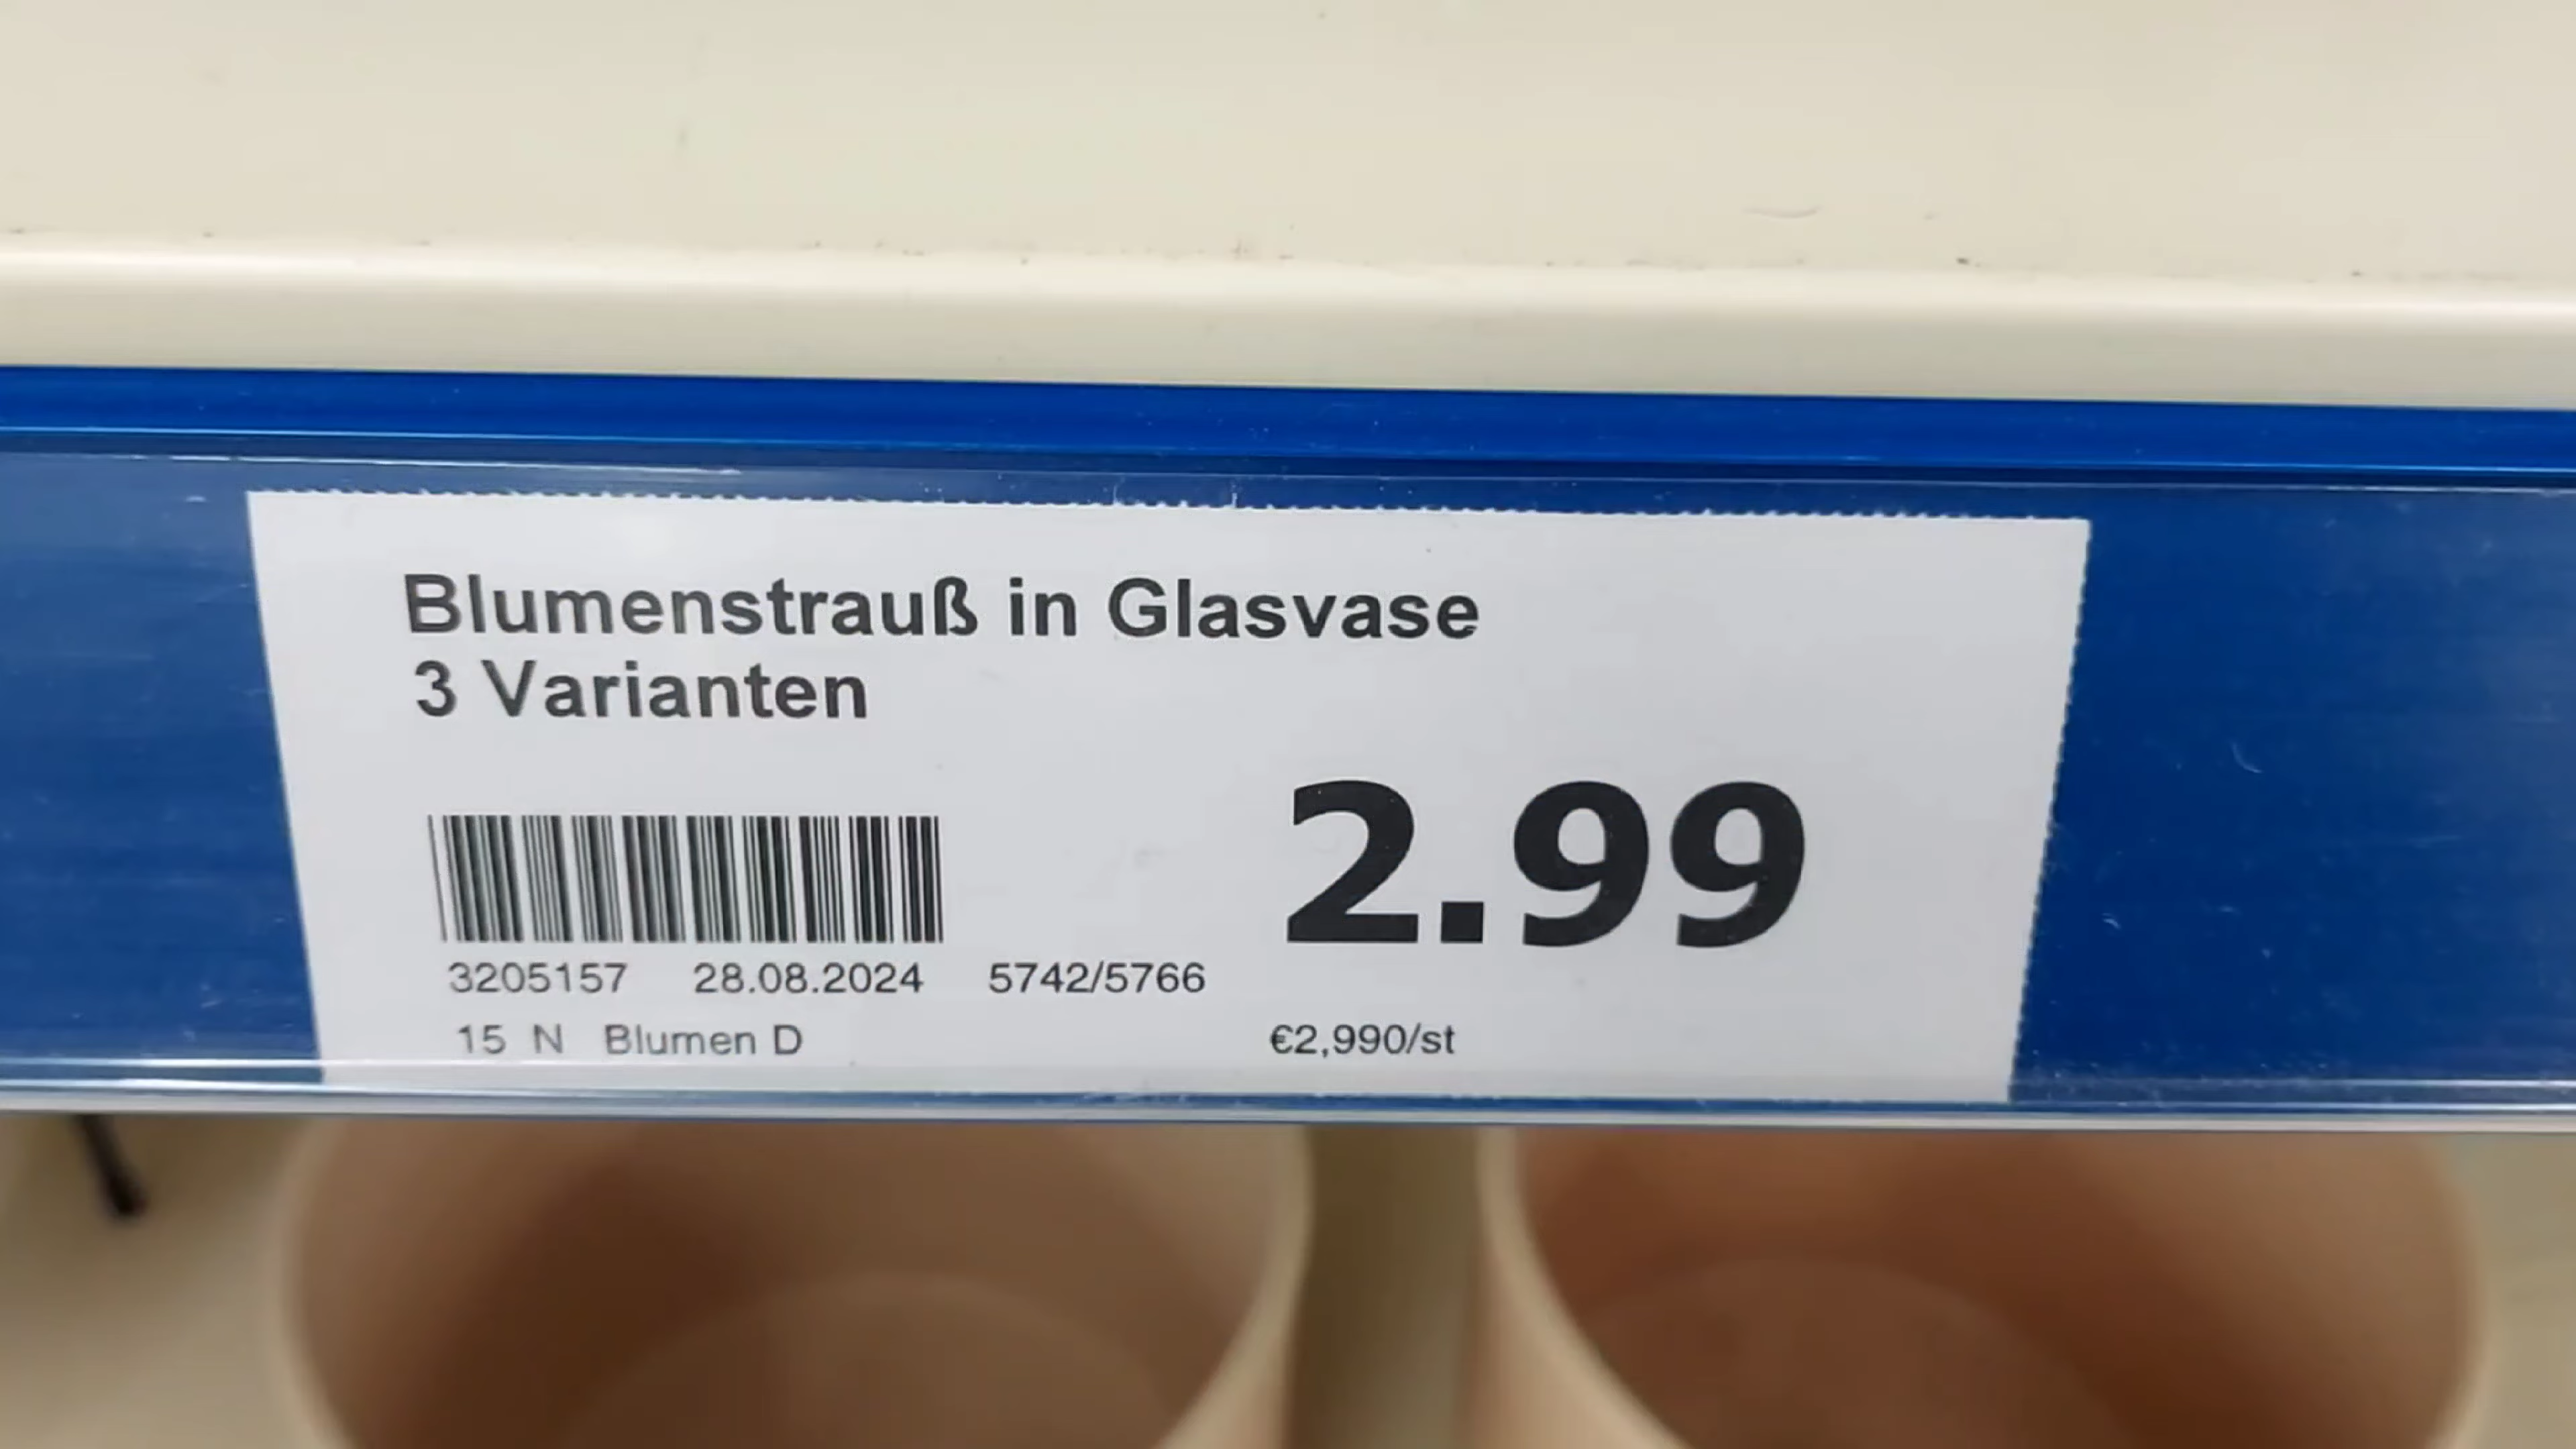 Blumenstrauß in Glasvase
3 Varianten
2.99
3205157 28.08.2024 5742/5766
15 N Blumen D €2,990/st